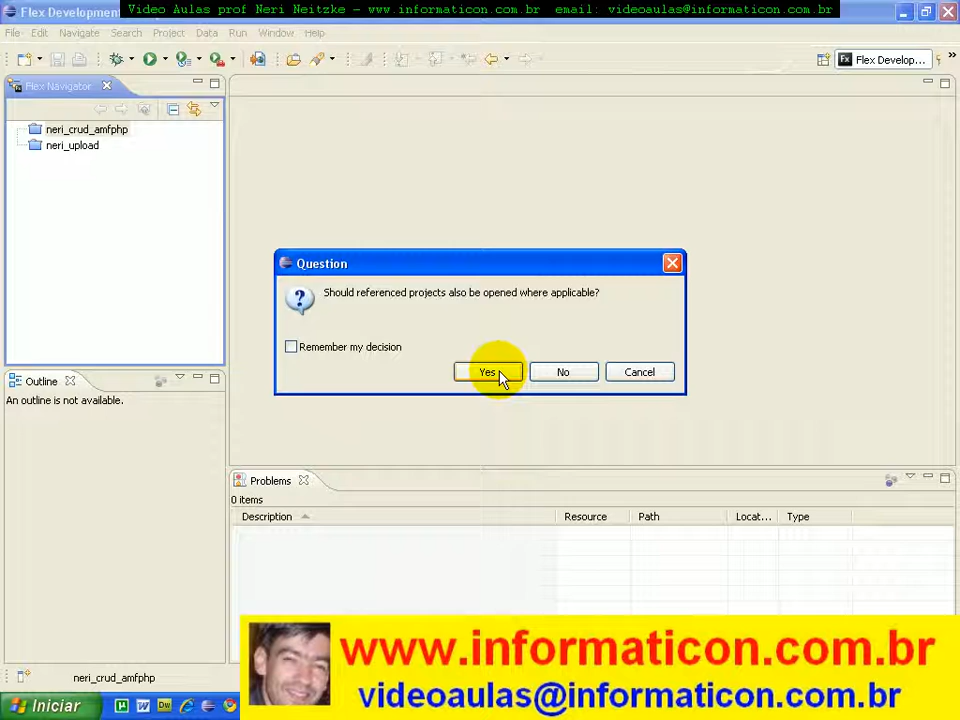 Flex Development
Video Aulas prof Neri Neitzke – www.informaticon.com.br email: videoaulas@informaticon.com.br
File Edit Navigate Search Project Data Run Window Help
Fx Flex Develop...
Flex Navigator
neri_crud_amfphp
neri_upload
Question
Should referenced projects also be opened where applicable?
Remember my decision
Yes No Cancel
Outline
An outline is not available.
Problems
0 items
Description Resource Path Locat... Type
www.informaticon.com.br
videoaulas@informaticon.com.br
neri_crud_amfphp
Iniciar